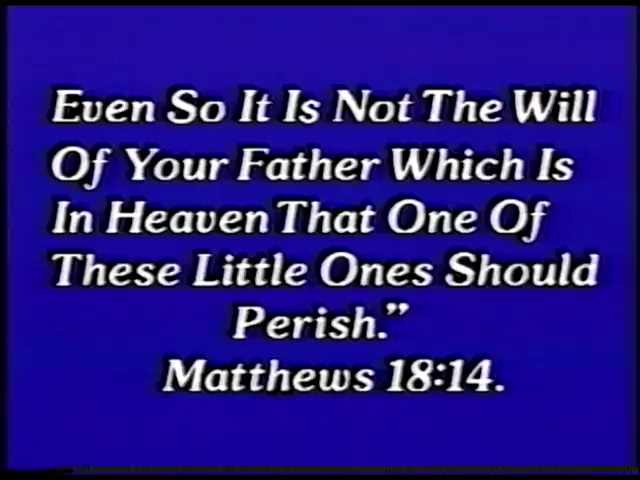 Even So It Is Not The Will
Of Your Father Which Is
In Heaven That One Of
These Little Ones Should
Perish.”
Matthews 18:14.